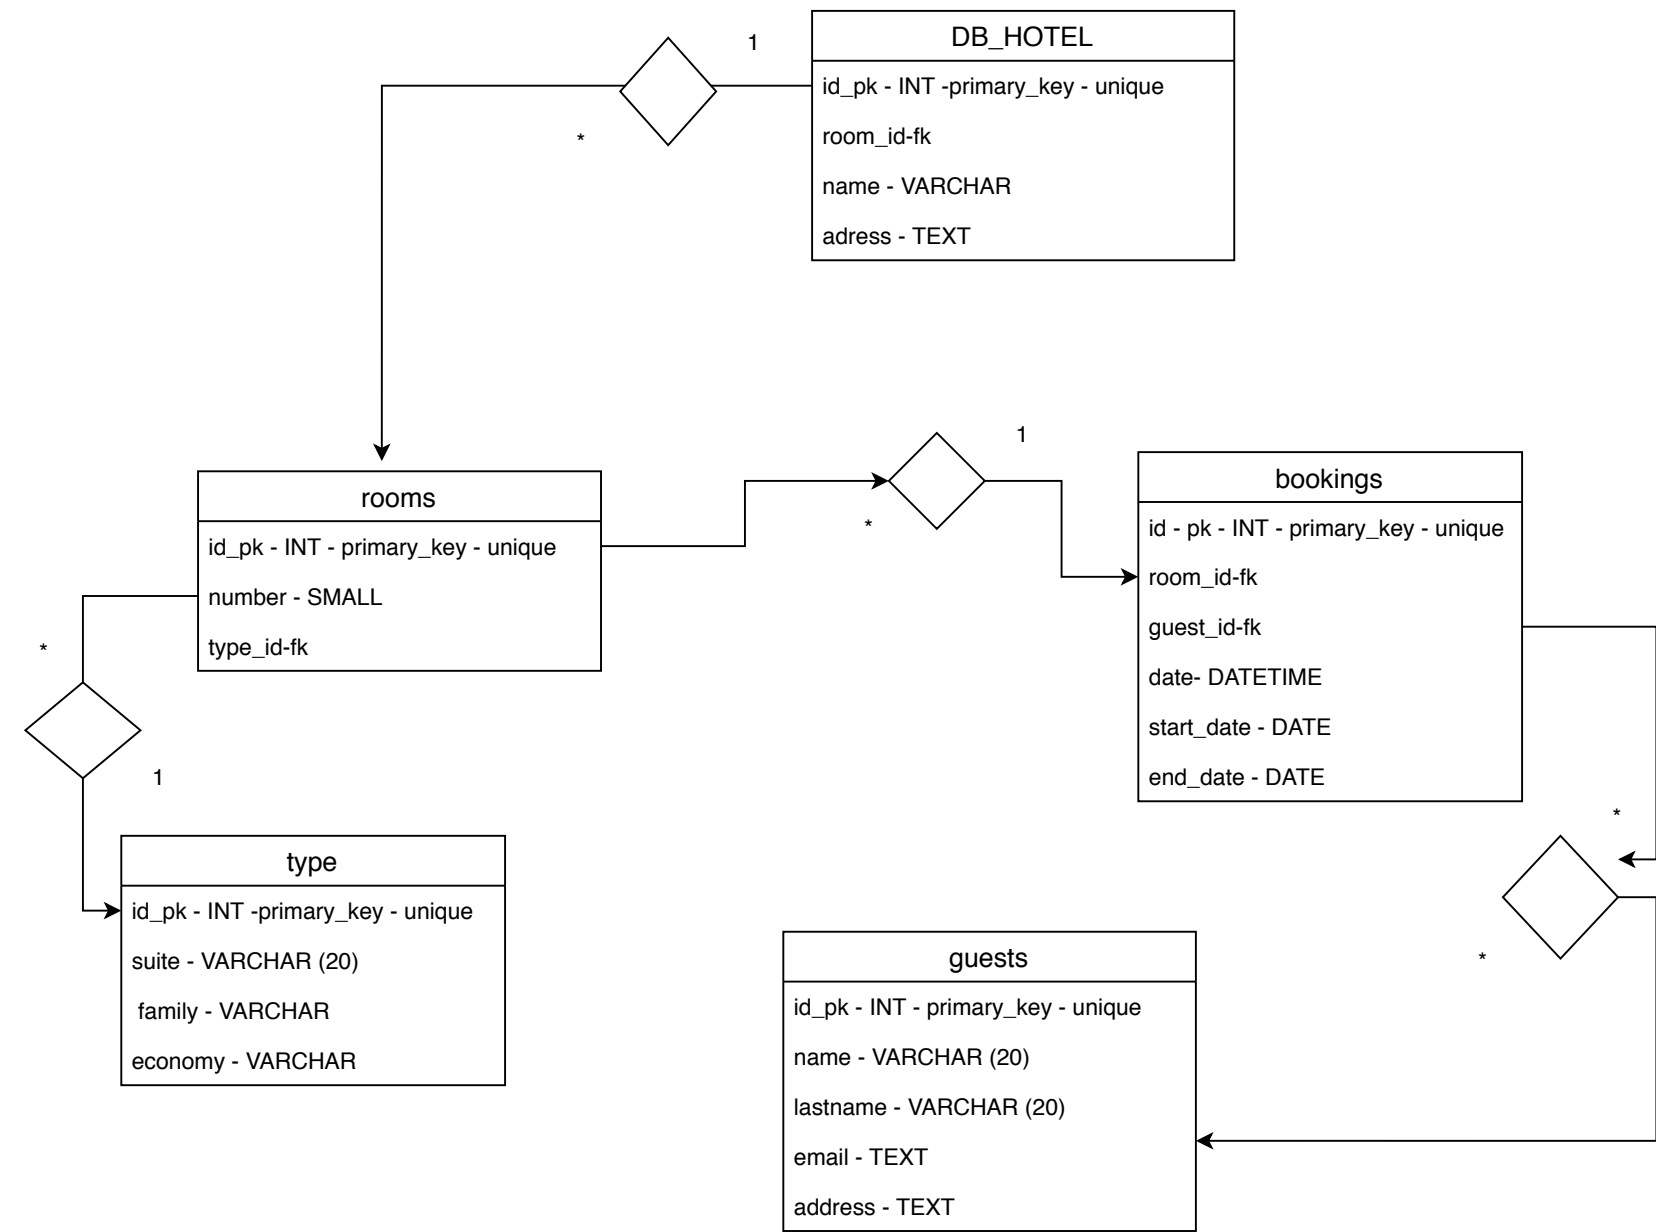 DB_HOTEL
id_pk - INT -primary_key - unique
room_id-fk
name - VARCHAR
adress - TEXT
1
*
rooms
id_pk - INT - primary_key - unique
number - SMALL
type_id-fk
1
*
bookings
id - pk - INT - primary_key - unique
room_id-fk
guest_id-fk
date- DATETIME
start_date - DATE
end_date - DATE
*
1
type
id_pk - INT -primary_key - unique
suite - VARCHAR (20)
family - VARCHAR
economy - VARCHAR
*
*
guests
id_pk - INT - primary_key - unique
name - VARCHAR (20)
lastname - VARCHAR (20)
email - TEXT
address - TEXT